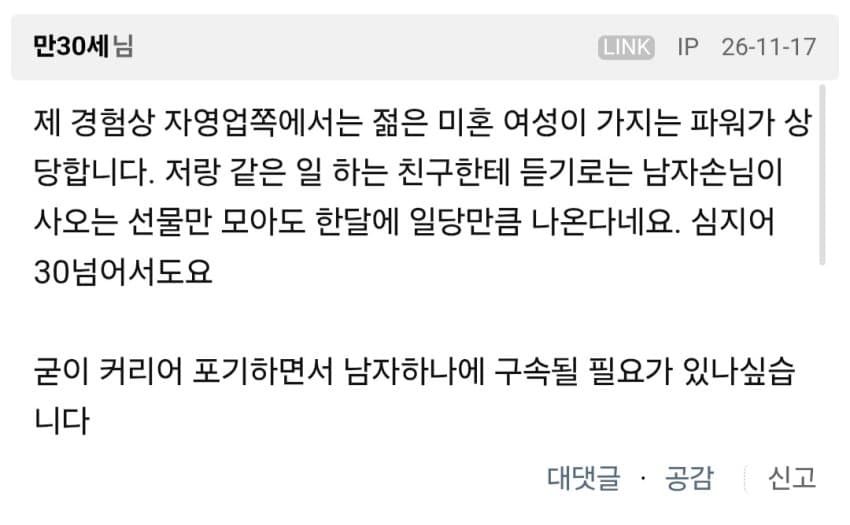 만30세님 LINK IP 26-11-17
제 경험상 자영업쪽에서는 젊은 미혼 여성이 가지는 파워가 상
당합니다. 저랑 같은 일 하는 친구한테 듣기로는 남자손님이
사오는 선물만 모아도 한달에 일당만큼 나온다네요. 심지어
30넘어서도요
굳이 커리어 포기하면서 남자하나에 구속될 필요가 있나싶습
니다
대댓글 · 공감 신고